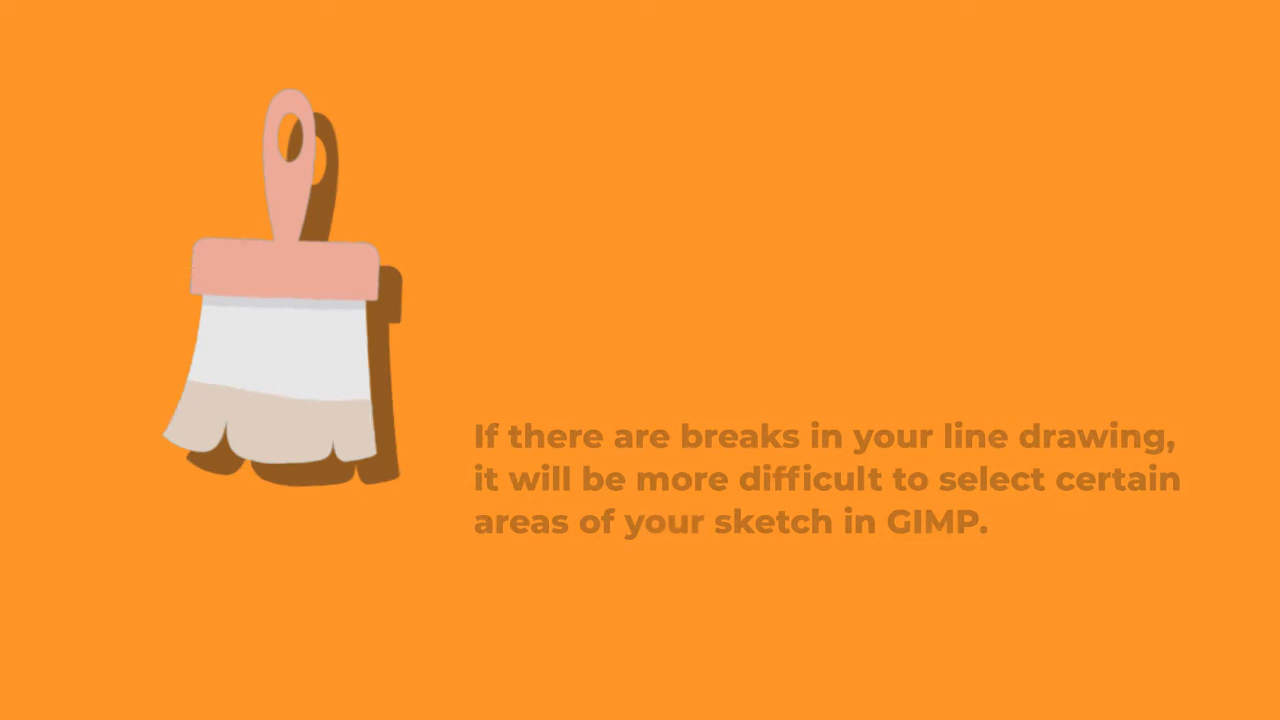 If there are breaks in your line drawing,
it will be more difficult to select certain
areas of your sketch in GIMP.